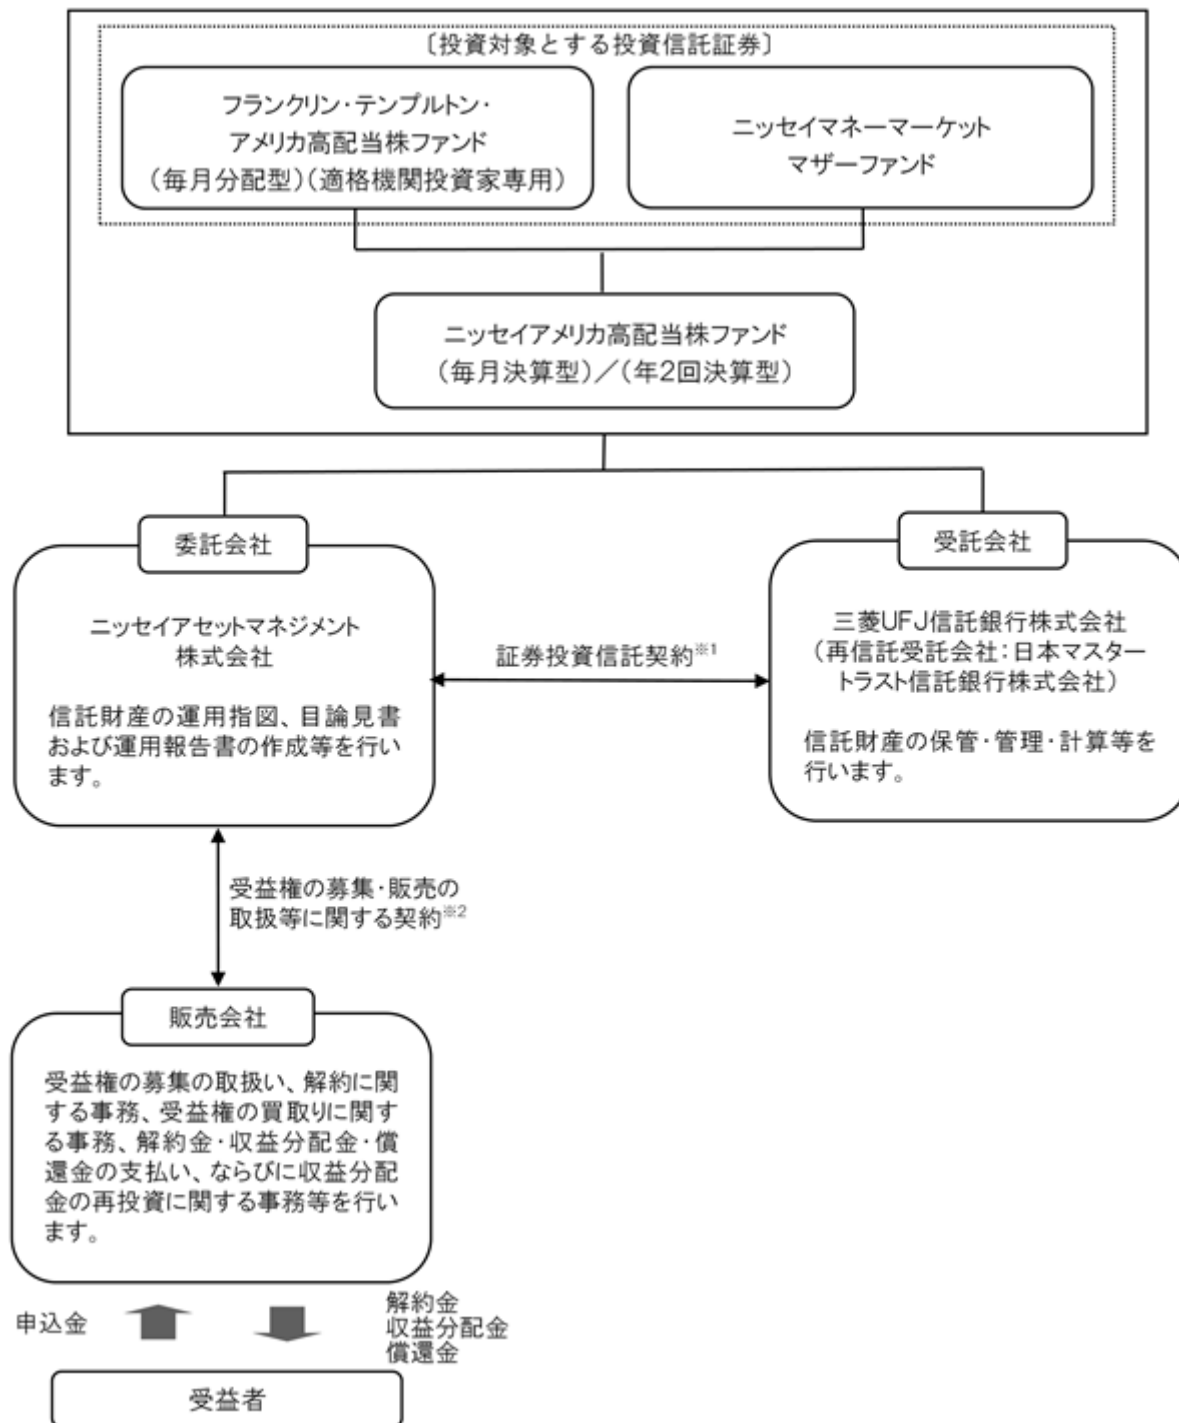 〔投資対象とする投資信託証券〕
フランクリン・テンプルトン・
アメリカ高配当株ファンド
(毎月分配型)(適格機関投資家専用)
ニッセイマネーマーケット
マザーファンド
ニッセイアメリカ高配当株ファンド
(毎月決算型)／(年2回決算型)
委託会社
ニッセイアセットマネジメント
株式会社
信託財産の運用指図、目論見書
および運用報告書の作成等を行い
ます。
証券投資信託契約※1
受託会社
三菱UFJ信託銀行株式会社
(再信託受託会社:日本マスター
トラスト信託銀行株式会社)
信託財産の保管・管理・計算等を
行います。
受益権の募集・販売の
取扱等に関する契約※2
販売会社
受益権の募集の取扱い、解約に関
する事務、受益権の買取りに関す
る事務、解約金・収益分配金・償
還金の支払い、ならびに収益分配
金の再投資に関する事務等を行い
ます。
申込金
解約金
収益分配金
償還金
受益者